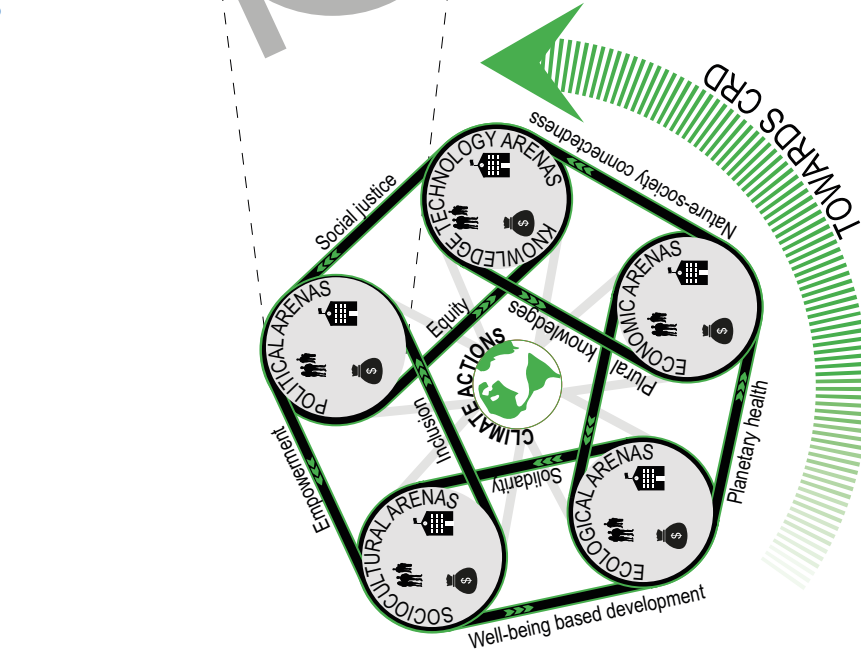 TOWARDS CRD
Nature-society connectedness
KNOWLEDGE TECHNOLOGY ARENAS
Social justice
ECONOMIC ARENAS
POLITICAL ARENAS
Equity
Plural knowledges
CLIMATE ACTIONS
Inclusion
Planetary health
Empowerment
Solidarity
ECOLOGICAL ARENAS
SOCIOCULTURAL ARENAS
Well-being based development
$
$
$
$
$